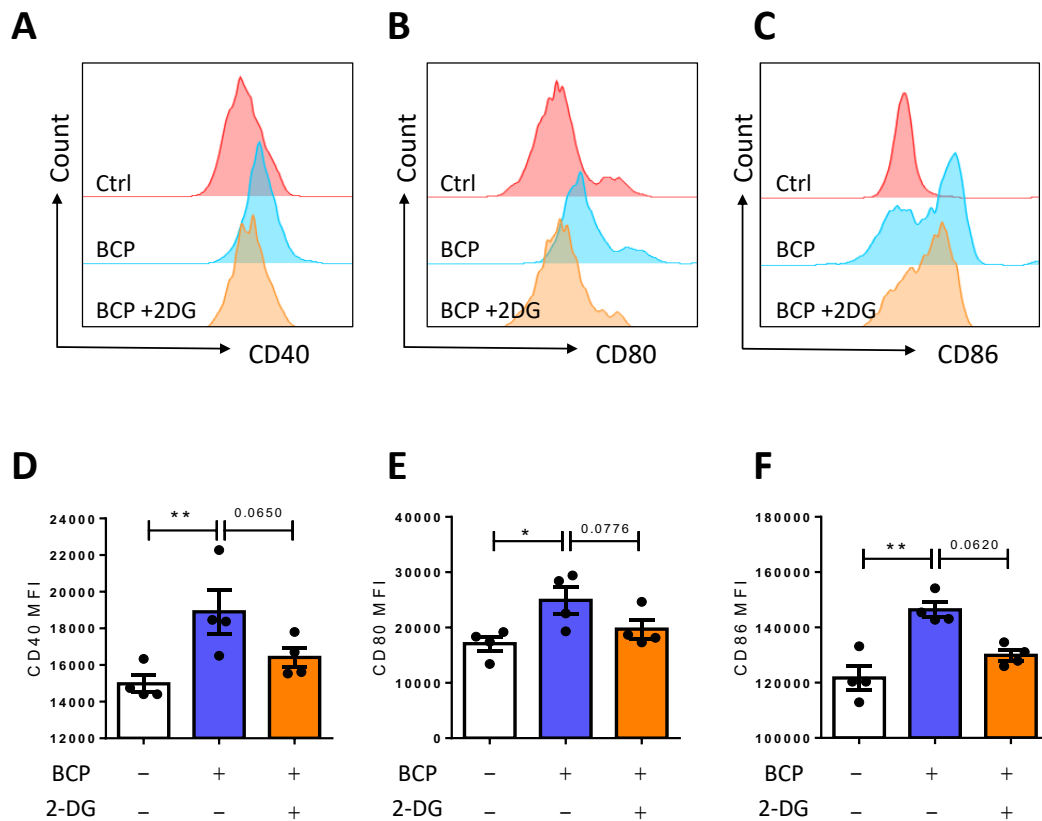 A
B
C
Count
Ctrl
BCP
BCP +2DG
CD40
Count
Ctrl
BCP
BCP +2DG
CD80
Count
Ctrl
BCP
BCP +2DG
CD86
D
E
F
CD40 MFI
24000
22000
20000
18000
16000
14000
12000
** 0.0650
CD80 MFI
40000
30000
20000
10000
0
* 0.0776
CD86 MFI
180000
160000
140000
120000
100000
** 0.0620
BCP − + +
2-DG − − +
BCP − + +
2-DG − − +
BCP − + +
2-DG − − +